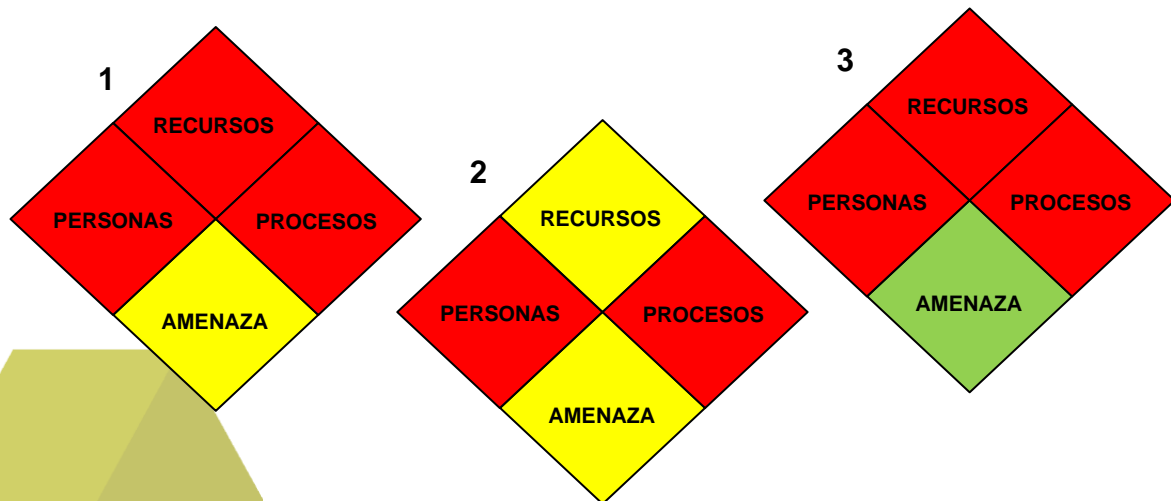 1
RECURSOS
PERSONAS
PROCESOS
AMENAZA
2
RECURSOS
PERSONAS
PROCESOS
AMENAZA
3
RECURSOS
PERSONAS
PROCESOS
AMENAZA